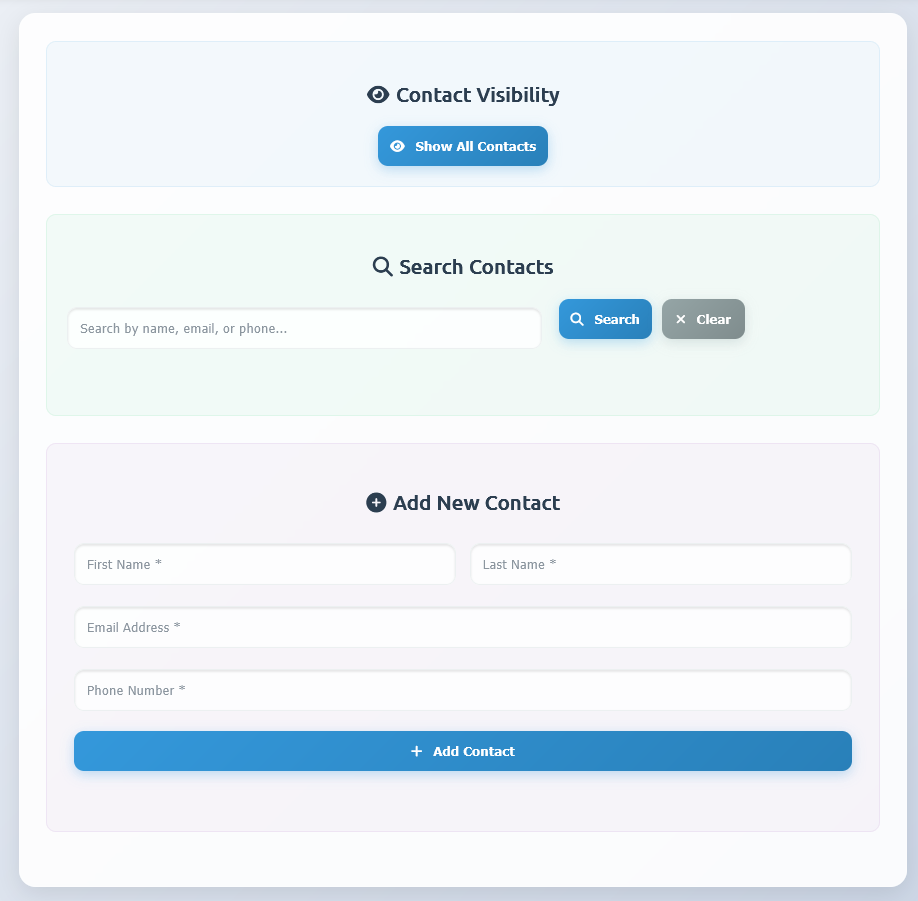 Contact Visibility
Show All Contacts
Search Contacts
Search by name, email, or phone...
Search
Clear
Add New Contact
First Name *
Last Name *
Email Address *
Phone Number *
Add Contact